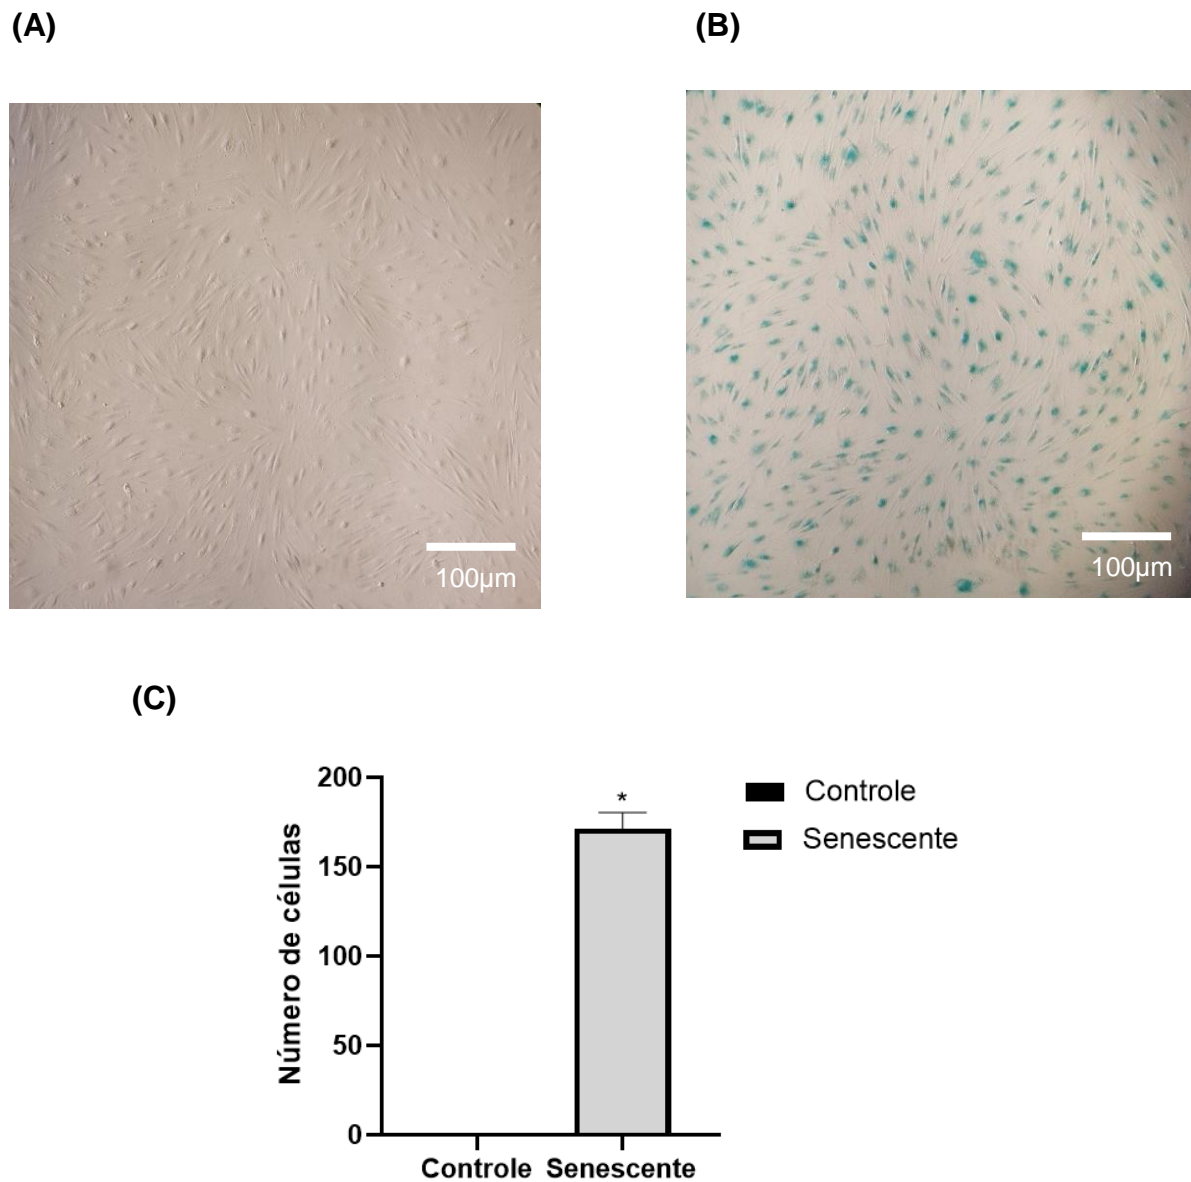 (A)
(B)
100µm
100µm
(C)
200
150
100
50
0
Número de células
*
Controle
Senescente
Controle Senescente